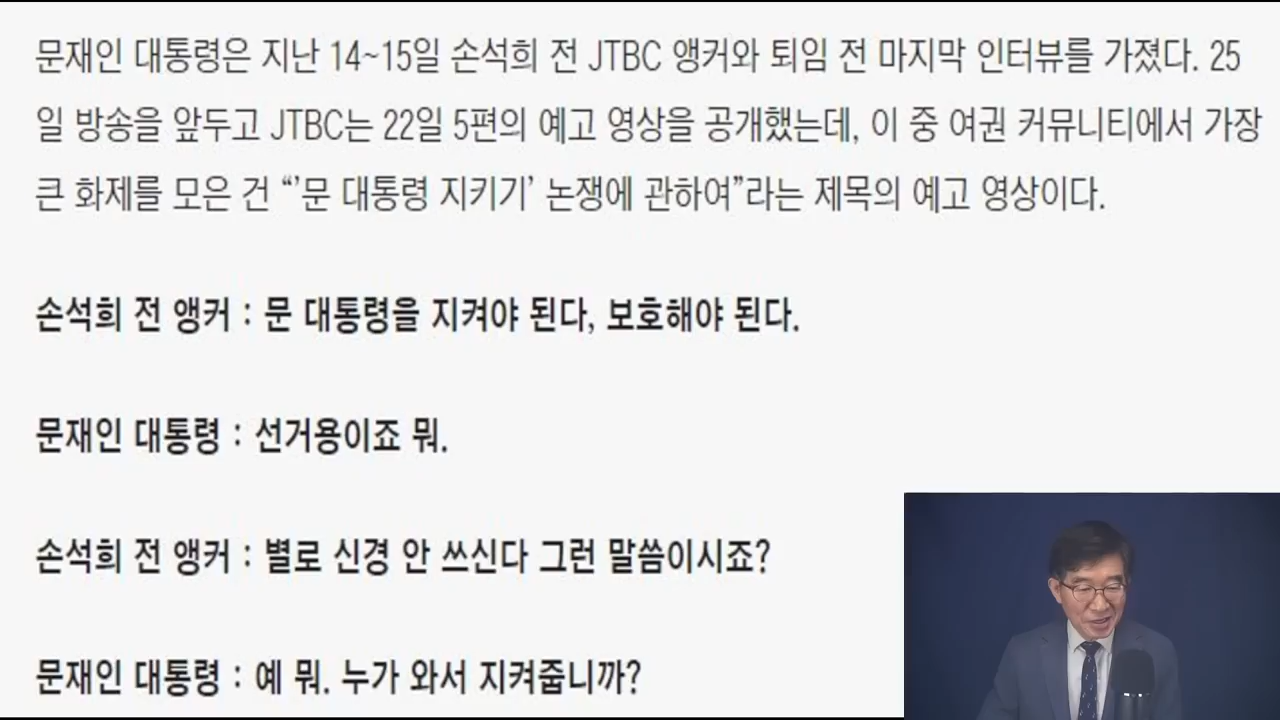 문재인 대통령은 지난 14~15일 손석희 전 JTBC 앵커와 퇴임 전 마지막 인터뷰를 가졌다. 25
일 방송을 앞두고 JTBC는 22일 5편의 예고 영상을 공개했는데, 이 중 여권 커뮤니티에서 가장
큰 화제를 모은 건 “’문 대통령 지키기’ 논쟁에 관하여”라는 제목의 예고 영상이다.
손석희 전 앵커 : 문 대통령을 지켜야 된다, 보호해야 된다.
문재인 대통령 : 선거용이죠 뭐.
손석희 전 앵커 : 별로 신경 안 쓰신다 그런 말씀이시죠?
문재인 대통령 : 예 뭐. 누가 와서 지켜줍니까?